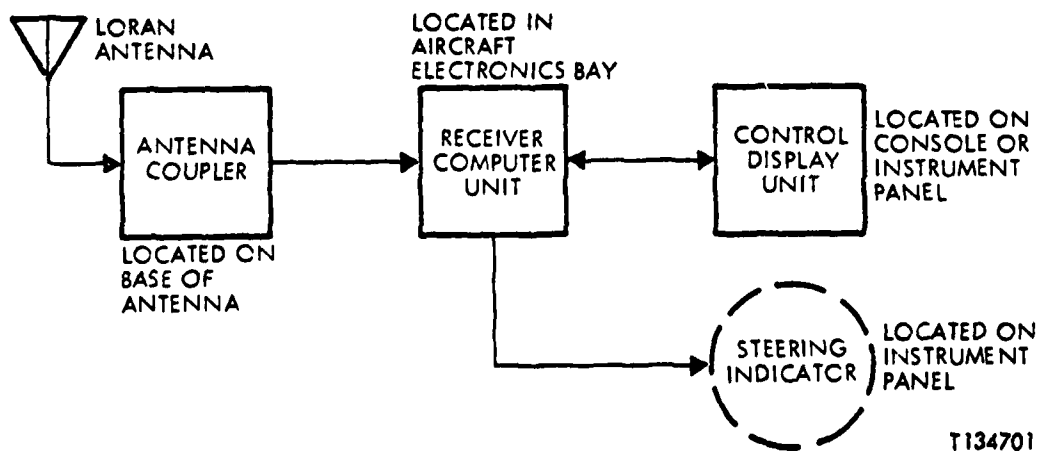 LORAN
ANTENNA
ANTENNA
COUPLER
LOCATED ON
BASE OF
ANTENNA
LOCATED IN
AIRCRAFT
ELECTRONICS BAY
RECEIVER
COMPUTER
UNIT
CONTROL
DISPLAY
UNIT
LOCATED ON
CONSOLE OR
INSTRUMENT
PANEL
STEERING
INDICATOR
LOCATED ON
INSTRUMENT
PANEL
T134701